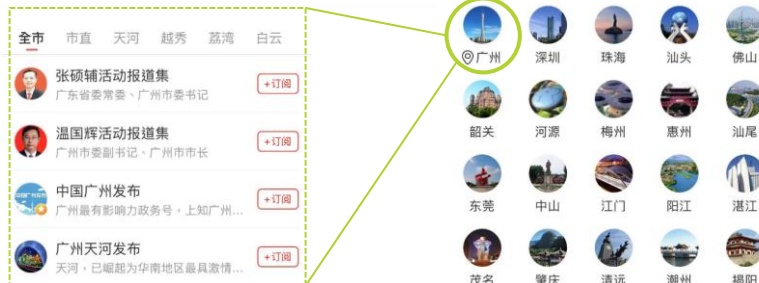 全市 市直 天河 越秀 荔湾 白云
张硕辅活动报道集
广东省委常委、广州市委书记
+订阅
温国辉活动报道集
广州市委副书记、广州市市长
+订阅
中国广州发布
广州最有影响力政务号，上知广州...
+订阅
广州天河发布
天河，已崛起为华南地区最具激情...
+订阅
广州 深圳 珠海 汕头 佛山
韶关 河源 梅州 惠州 汕尾
东莞 中山 江门 阳江 湛江
茂名 肇庆 清远 潮州 揭阳